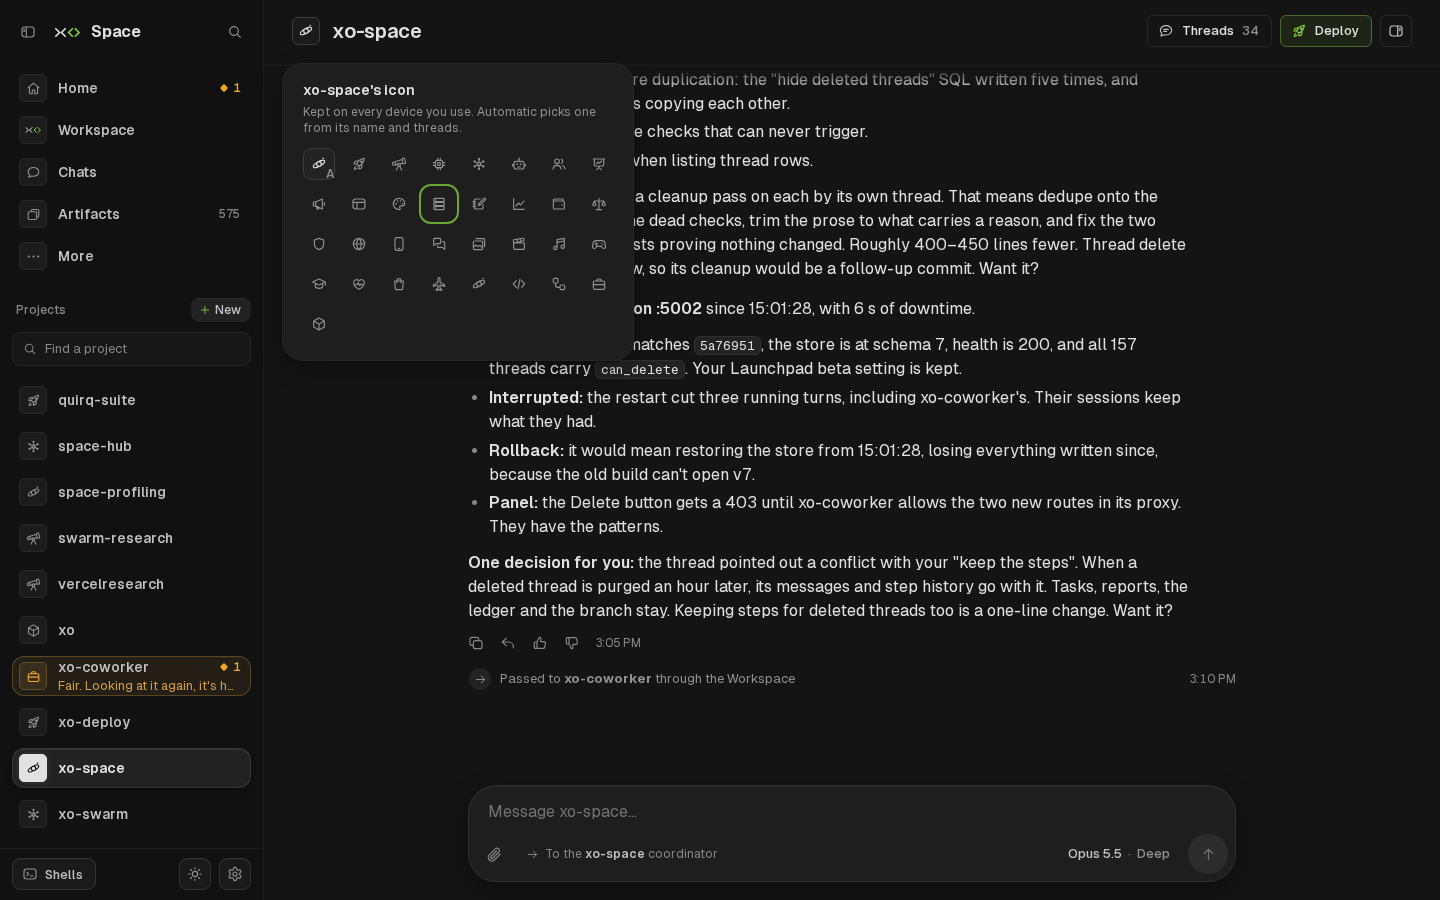 Space
Home
1
Workspace
Chats
Artifacts
575
More
Projects
+ New
Find a project
quirq-suite
space-hub
space-profiling
swarm-research
vercelresearch
xo
xo-coworker
1
Fair. Looking at it again, it's h…
xo-deploy
xo-space
xo-swarm
Shells
xo-space
Threads 34
Deploy
xo-space's icon
Kept on every device you use. Automatic picks one
from its name and threads.
A
re duplication: the "hide deleted threads" SQL written five times, and
s copying each other.
e checks that can never trigger.
when listing thread rows.
a cleanup pass on each by its own thread. That means dedupe onto the
e dead checks, trim the prose to what carries a reason, and fix the two
sts proving nothing changed. Roughly 400–450 lines fewer. Thread delete
w, so its cleanup would be a follow-up commit. Want it?
on :5002 since 15:01:28, with 6 s of downtime.
matches 5a76951, the store is at schema 7, health is 200, and all 157
threads carry can_delete. Your Launchpad beta setting is kept.
• Interrupted: the restart cut three running turns, including xo-coworker's. Their sessions keep
what they had.
• Rollback: it would mean restoring the store from 15:01:28, losing everything written since,
because the old build can't open v7.
• Panel: the Delete button gets a 403 until xo-coworker allows the two new routes in its proxy.
They have the patterns.
One decision for you: the thread pointed out a conflict with your "keep the steps". When a
deleted thread is purged an hour later, its messages and step history go with it. Tasks, reports, the
ledger and the branch stay. Keeping steps for deleted threads too is a one-line change. Want it?
3:05 PM
→ Passed to xo-coworker through the Workspace
3:10 PM
Message xo-space...
→ To the xo-space coordinator
Opus 5.5 · Deep